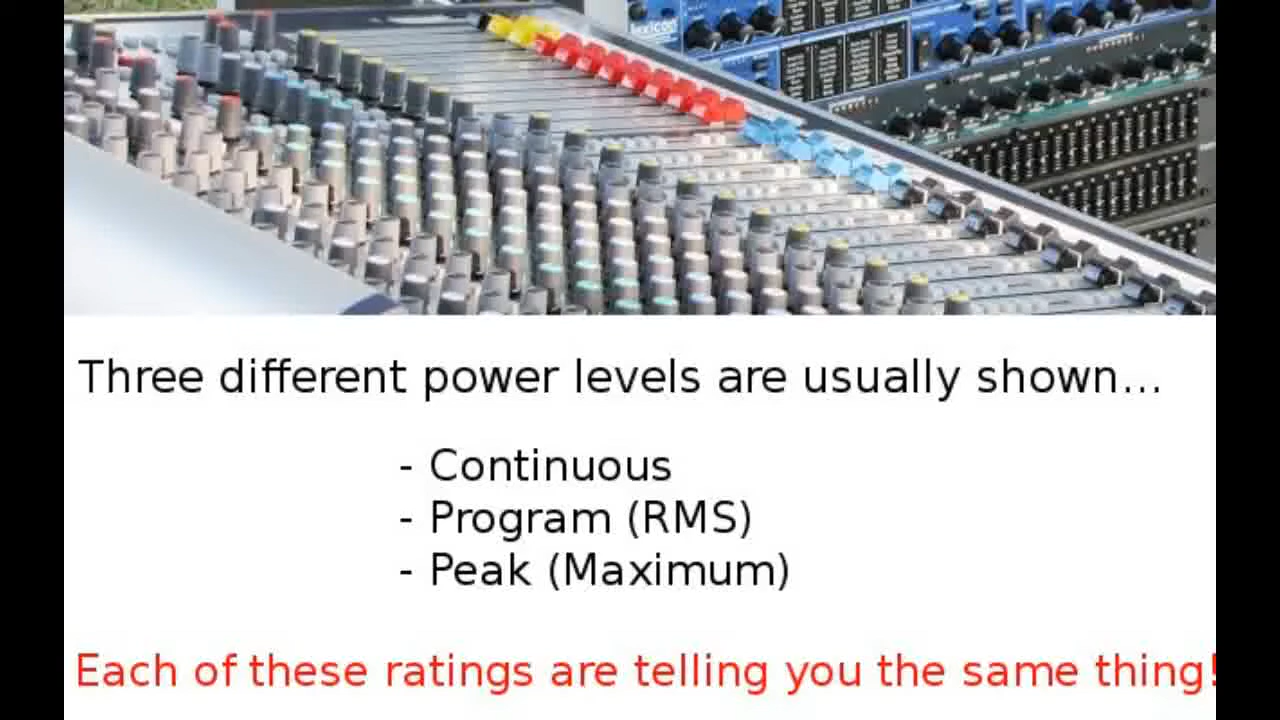 lexicon
Three different power levels are usually shown...
- Continuous
- Program (RMS)
- Peak (Maximum)
Each of these ratings are telling you the same thing!